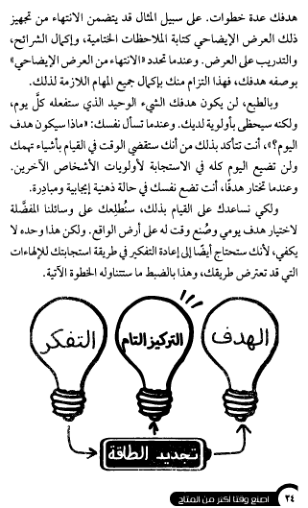 هدفك عدة خطوات. على سبيل المثال قد يتضمن الانتهاء من تجهيز
ذلك العرض الإيضاحي كتابة الملاحظات الختامية، وإكمال الشرائح،
والتدريب على العرض. وعندما تحدد «الانتهاء من العرض الإيضاحي»
بوصفه هدفك، فهذا التزام منك بإكمال جميع المهام اللازمة لذلك.
وبالطبع، لن يكون هدفك الشيء الوحيد الذي ستفعله كلَّ يوم،
ولكنه سيحظى بأولوية لديك. وعندما تسأل نفسك: «ماذا سيكون هدف
اليوم؟»، أنت تتأكد بذلك من أنك ستقضي الوقت في القيام بأشياء تهمك
ولن تضيع اليوم كله في الاستجابة لأولويات الأشخاص الآخرين.
وعندما تختار هدفًا، أنت تضع نفسك في حالة ذهنية إيجابية ومبادِرة.
ولكي نساعدك على القيام بذلك، سنُطلِعك على وسائلنا المفضَّلة
لاختيار هدف يومي وصُنع وقت له على أرض الواقع. ولكن هذا وحده لا
يكفي، لأنك ستحتاج أيضًا إلى إعادة التفكير في طريقة استجابتك للإلهاءات
التي قد تعترض طريقك، وهذا بالضبط ما ستتناوله الخطوة الآتية.
الهدف
التركيز التام
التفكر
تجديد الطاقة
٢٤ اصنع وقتا أكثر من المتاح